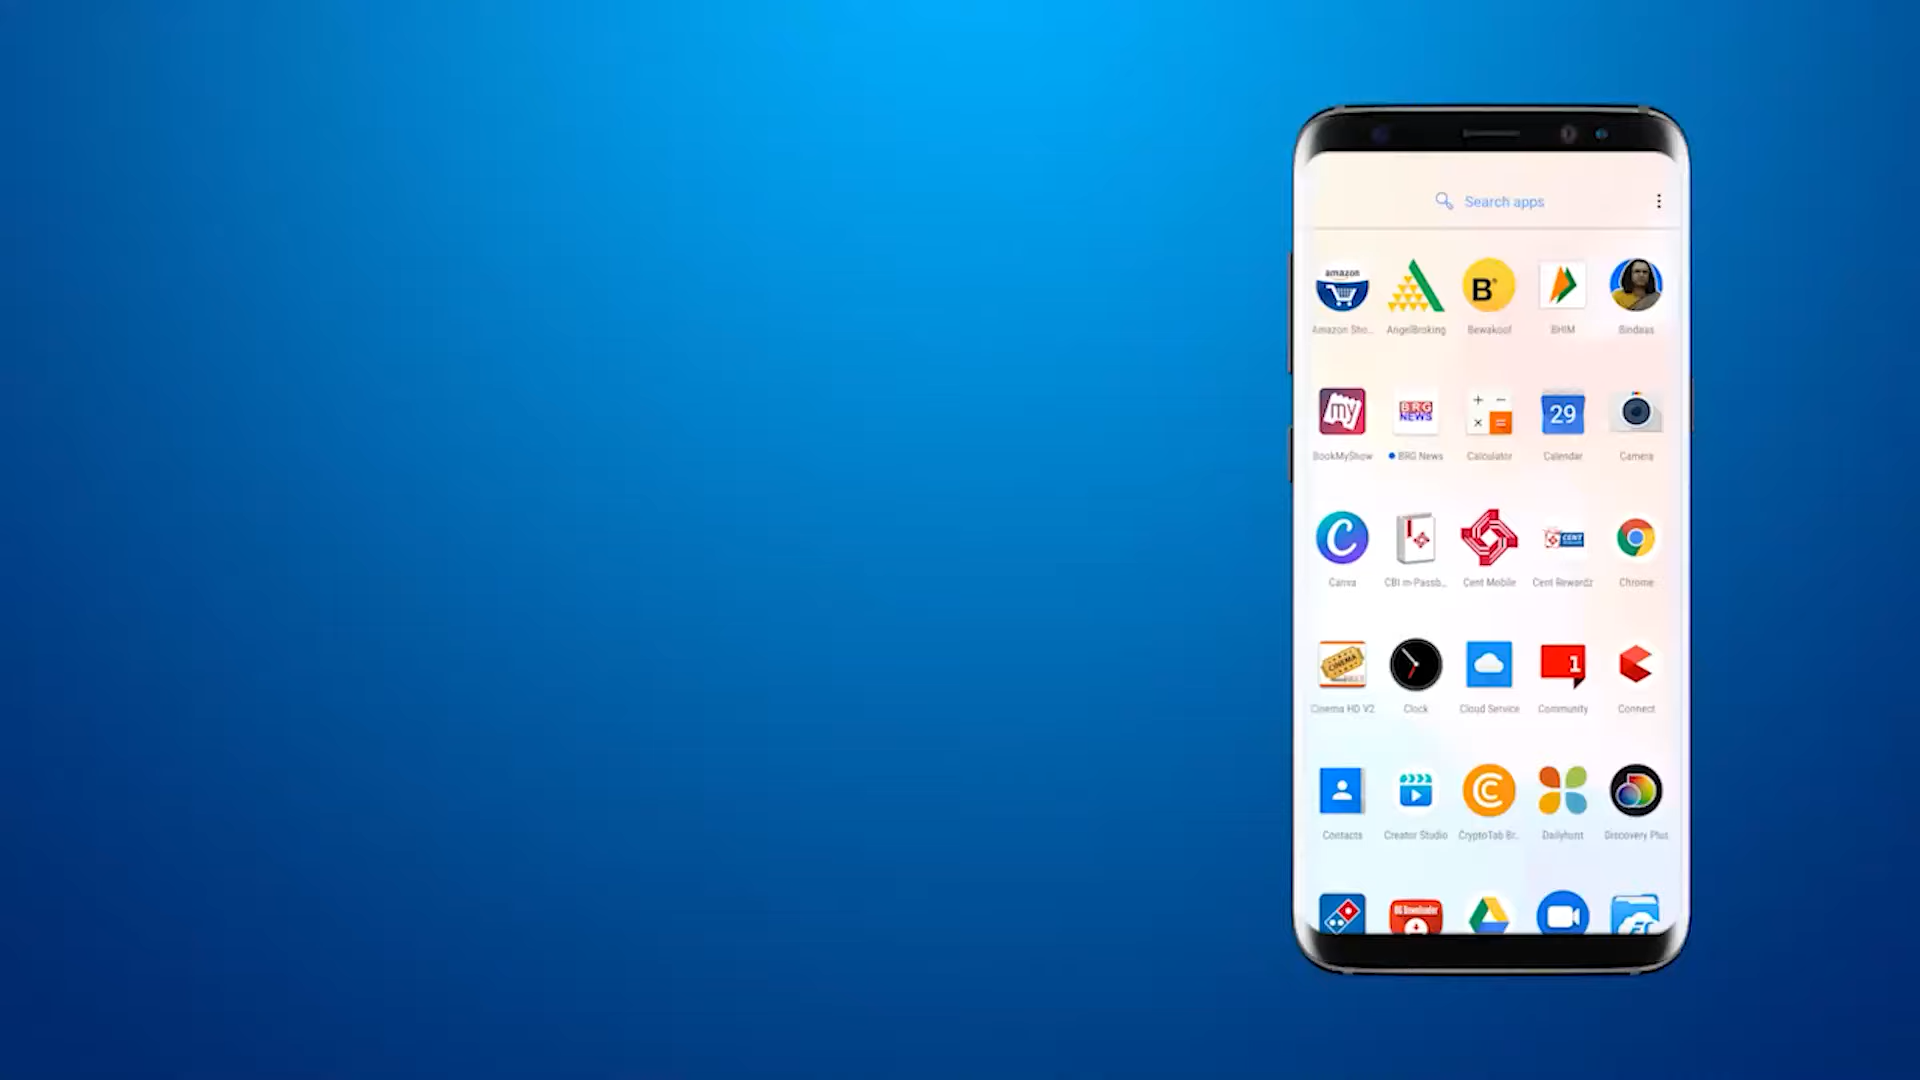 Search apps
amazon
B
Amazon Sho...
AngelBroking
Bewakoof
BHIM
Bindaas
my
BRG
NEWS
29
BookMyShow
BRG News
Calculator
Calendar
Camera
C
CENT
Canva
CBI m-Passb...
Cent Mobile
Cent Rewardz
Chrome
CINEMA
1
Cinema HD V2
Clock
Cloud Service
Community
Connect
Contacts
Creator Studio
CryptoTab Br...
Dailyhunt
Discovery Plus
Downloader